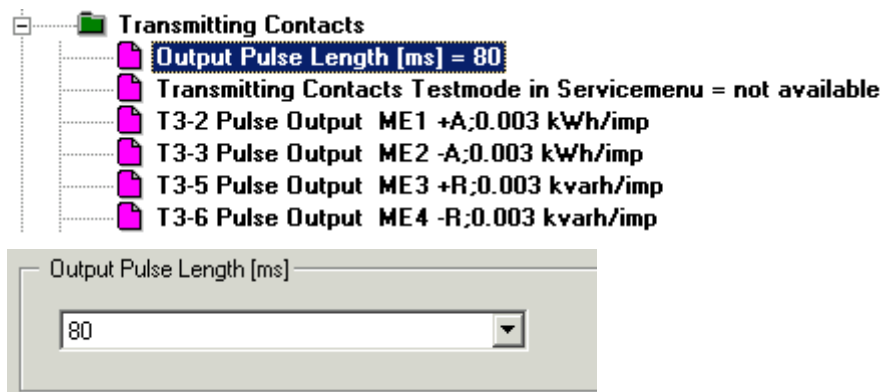 Transmitting Contacts
Output Pulse Length [ms] = 80
Transmitting Contacts Testmode in Servicemenu = not available
T3-2 Pulse Output ME1 +A;0.003 kWh/imp
T3-3 Pulse Output ME2 -A;0.003 kWh/imp
T3-5 Pulse Output ME3 +R;0.003 kvarh/imp
T3-6 Pulse Output ME4 -R;0.003 kvarh/imp
Output Pulse Length [ms]
80